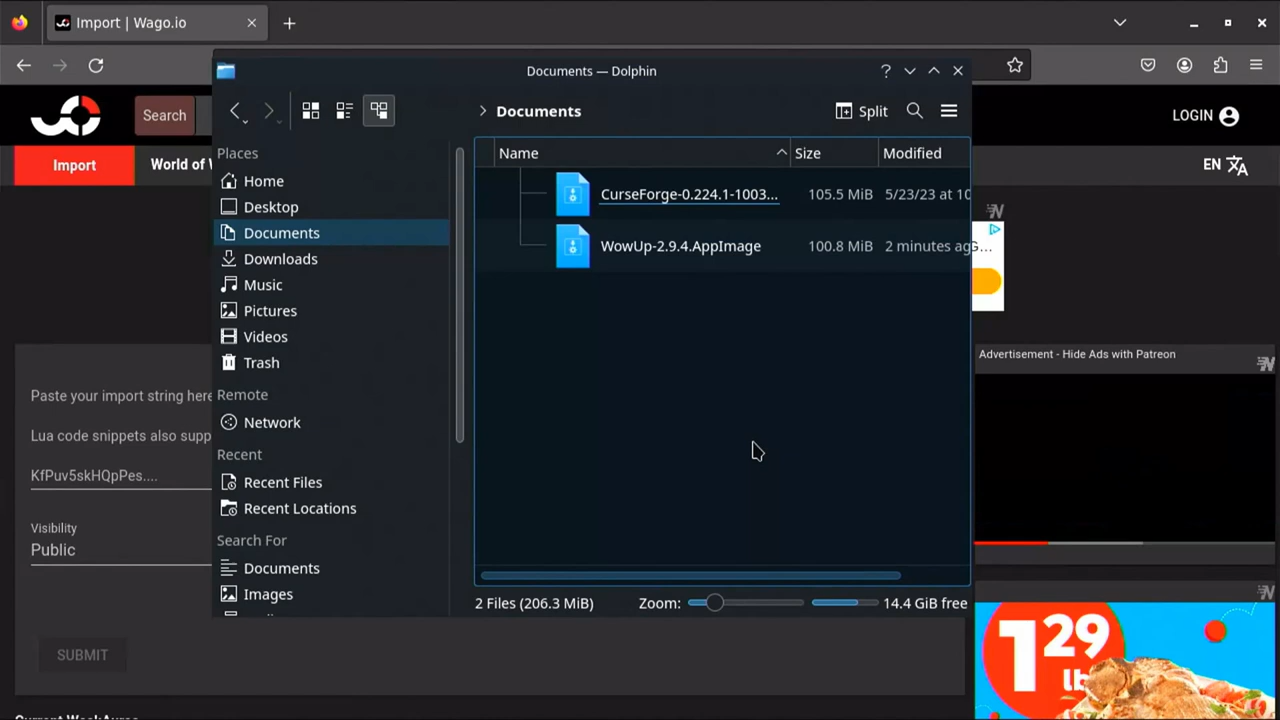 Import | Wago.io
Documents — Dolphin
?
Search
LOGIN
Import
World of W
EN
Documents
Split
Places
Home
Desktop
Documents
Downloads
Music
Pictures
Videos
Trash
Remote
Network
Recent
Recent Files
Recent Locations
Search For
Documents
Images
Name
Size
Modified
CurseForge-0.224.1-1003...
105.5 MiB
5/23/23 at 10
WowUp-2.9.4.AppImage
100.8 MiB
2 minutes ag
G...
2 Files (206.3 MiB)
Zoom:
14.4 GiB free
Paste your import string here
Lua code snippets also supp
KfPuv5skHQpPes....
Visibility
Public
SUBMIT
Advertisement - Hide Ads with Patreon
1 29
lb